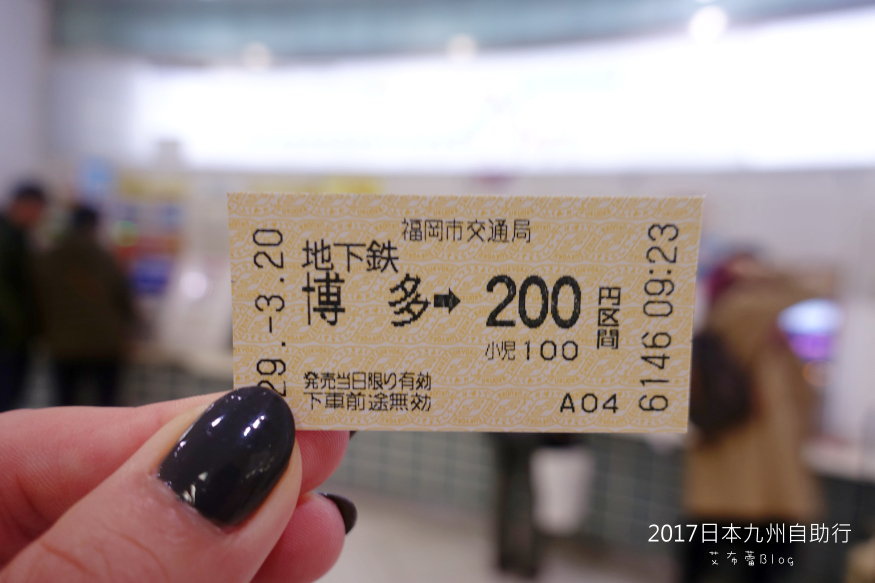 福岡市交通局
地下鉄
博多➡200円区間
小児100
発売当日限り有効
下車前途無効
A04
29.-3.20
6146 09:23
2017日本九州自助行
艾布蕾Blog